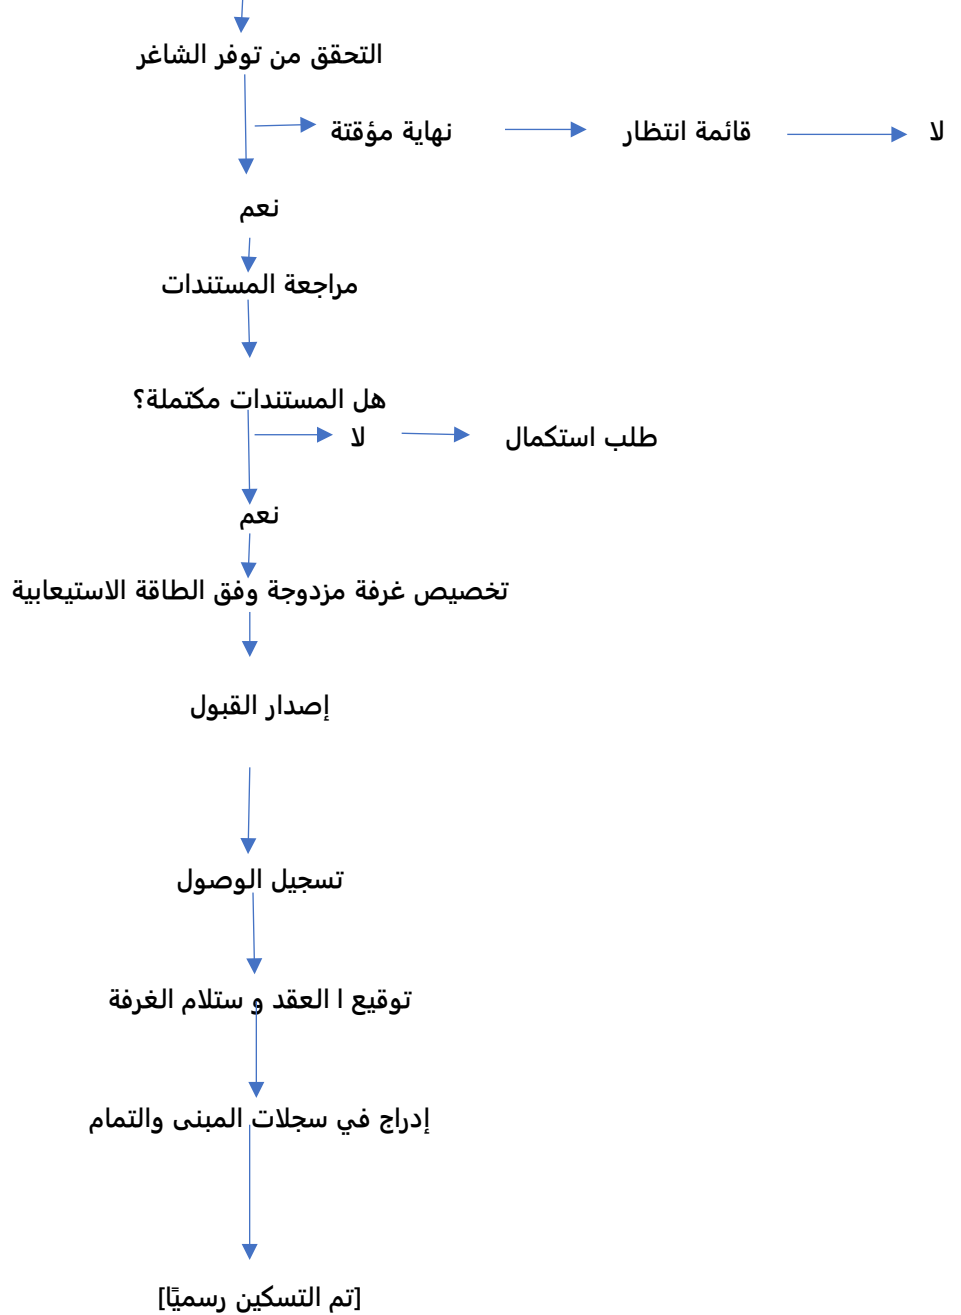 التحقق من توفر الشاغر
لا قائمة انتظار نهاية مؤقتة
نعم
مراجعة المستندات
هل المستندات مكتملة؟
طلب استكمال لا
نعم
تخصيص غرفة مزدوجة وفق الطاقة الاستيعابية
إصدار القبول
تسجيل الوصول
توقيع ا العقد و ستلام الغرفة
إدراج في سجلات المبنى والتمام
[تم التسكين رسميًا]